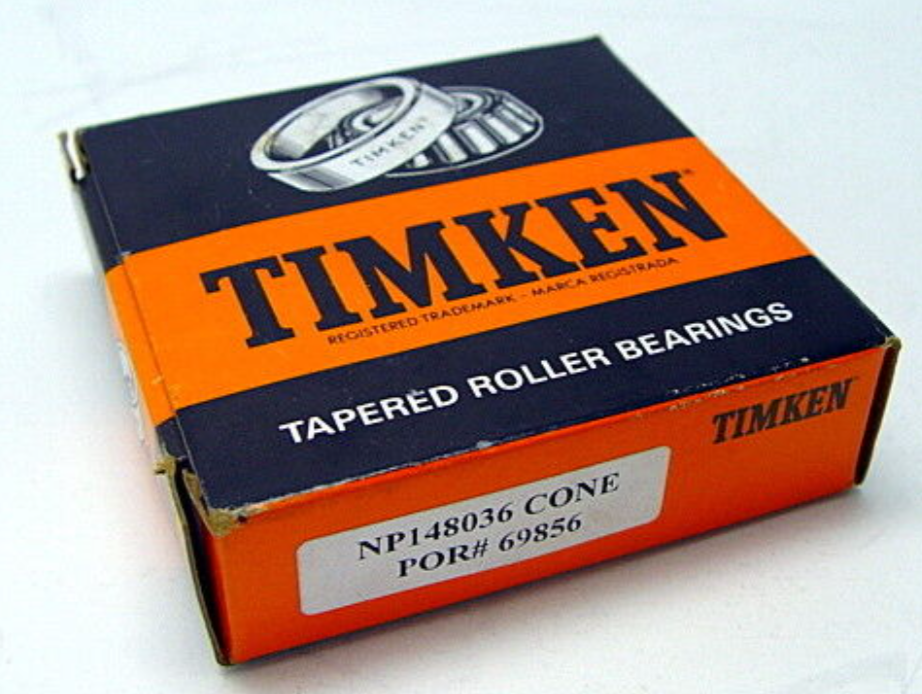 TIMKEN®
TIMKEN®
REGISTERED TRADEMARK - MARCA REGISTRADA
TAPERED ROLLER BEARINGS
TIMKEN
NP148036 CONE
POR# 69856